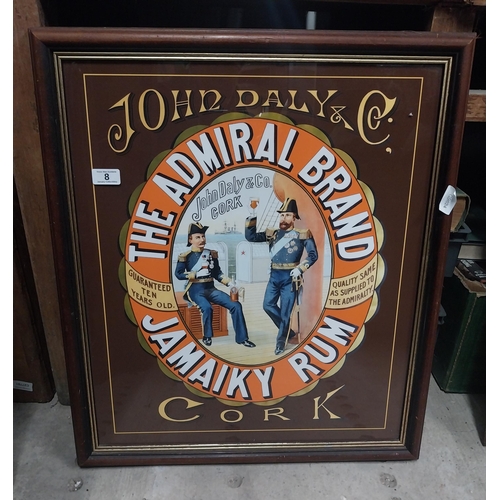 JOHN DALY & Co.
8
THE ADMIRAL BRAND
John Daly & Co.
CORK
GUARANTEED
TEN
YEARS OLD.
QUALITY SAME
AS SUPPLIED TO
THE ADMIRALTY.
JAMAIKY RUM
CORK